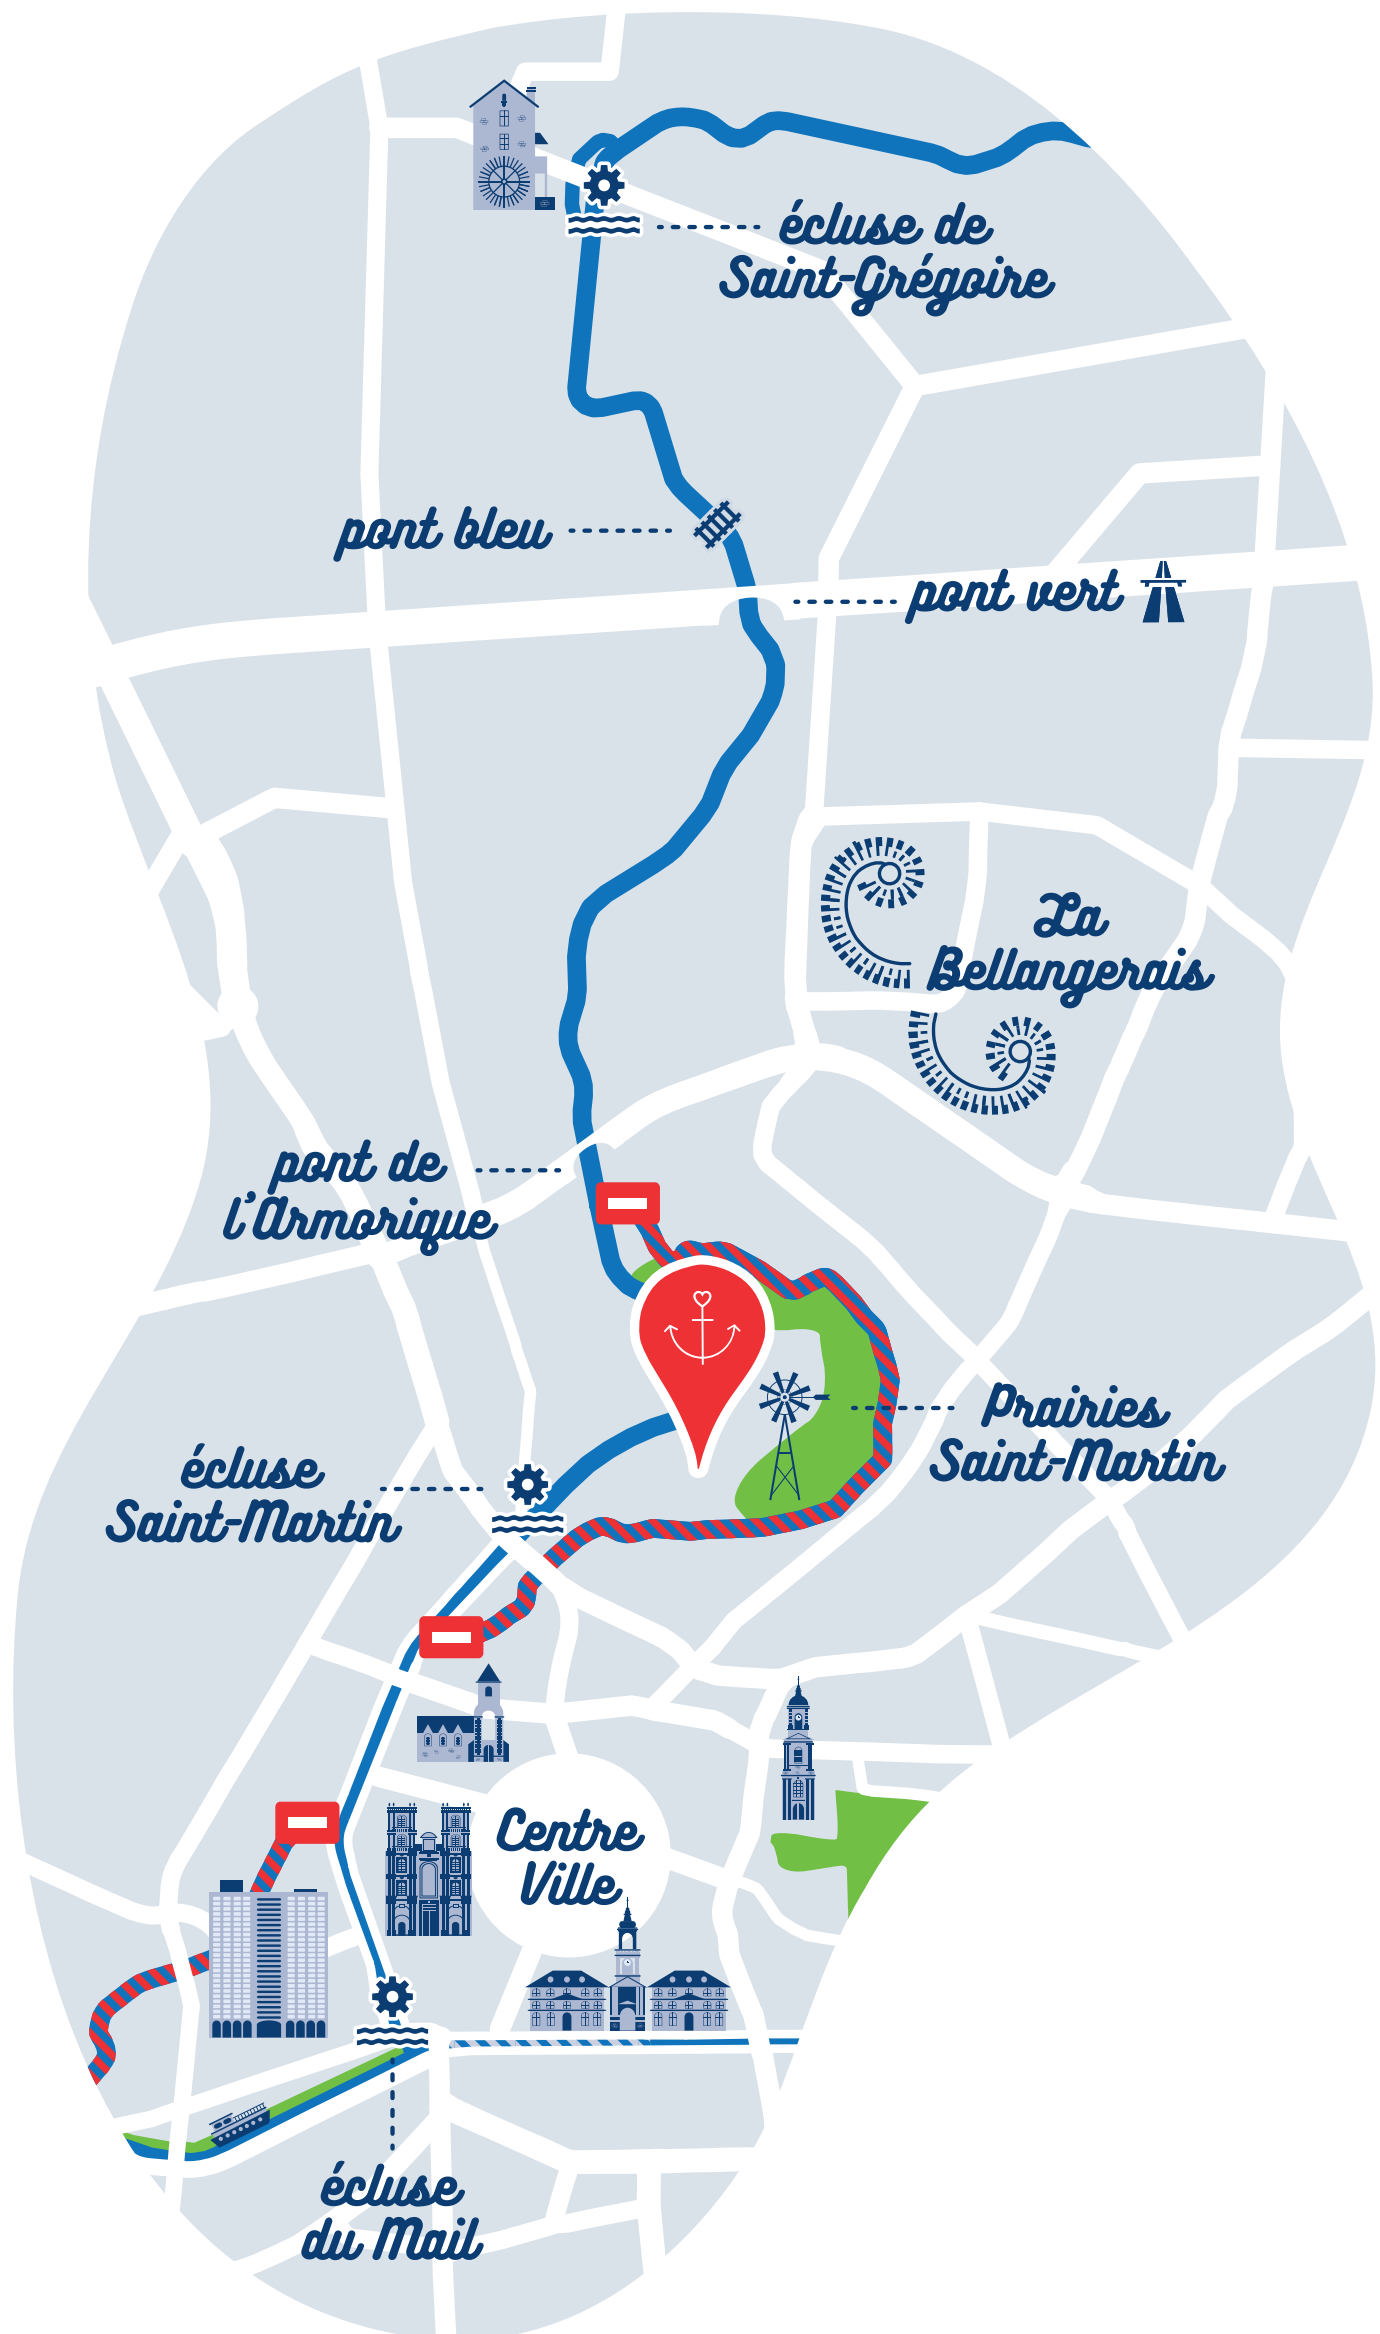 écluse de
Saint-Grégoire
pont bleu
pont vert
La
Bellangerais
pont de
l'Armorique
Prairies
Saint-Martin
écluse
Saint-Martin
Centre
Ville
écluse
du Mail